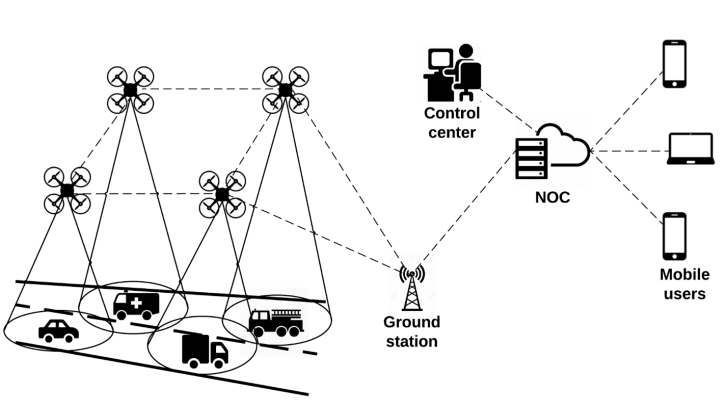 Control
center
NOC
Mobile
users
Ground
station